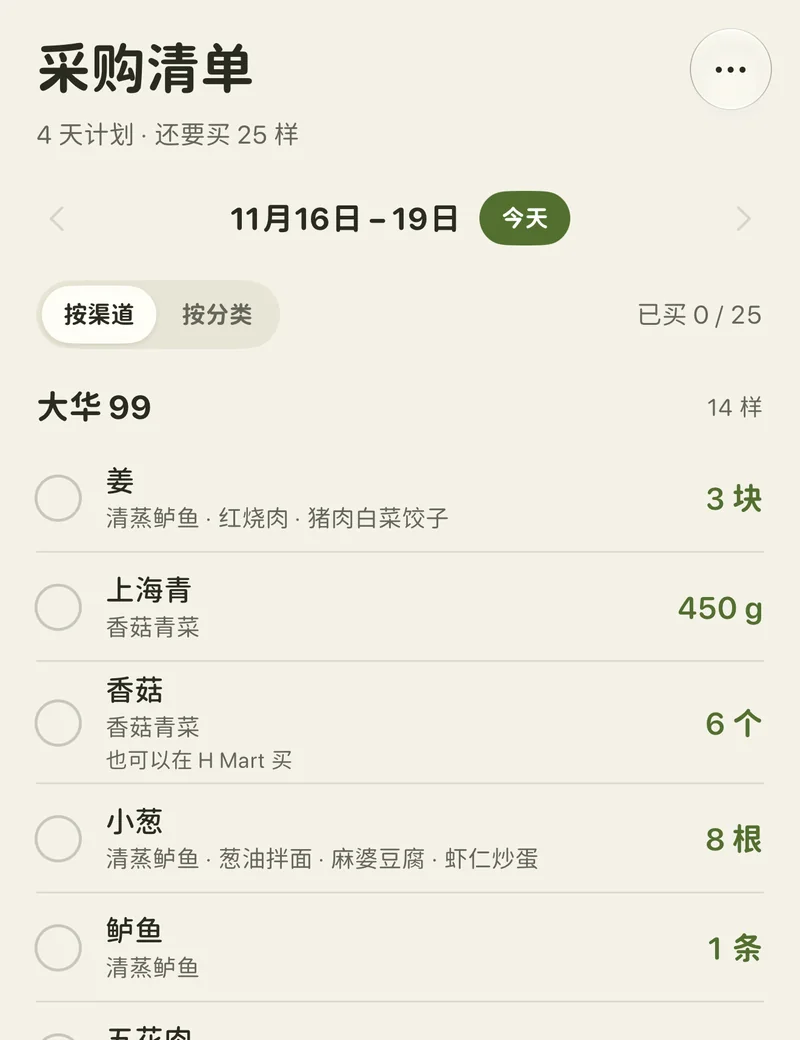 采购清单
4 天计划 · 还要买 25 样
11月16日 – 19日 今天
按渠道 按分类 已买 0 / 25
大华 99 14 样
姜
清蒸鲈鱼 · 红烧肉 · 猪肉白菜饺子
3 块
上海青
香菇青菜
450 g
香菇
香菇青菜
也可以在 H Mart 买
6 个
小葱
清蒸鲈鱼 · 葱油拌面 · 麻婆豆腐 · 虾仁炒蛋
8 根
鲈鱼
清蒸鲈鱼
1 条
五花肉